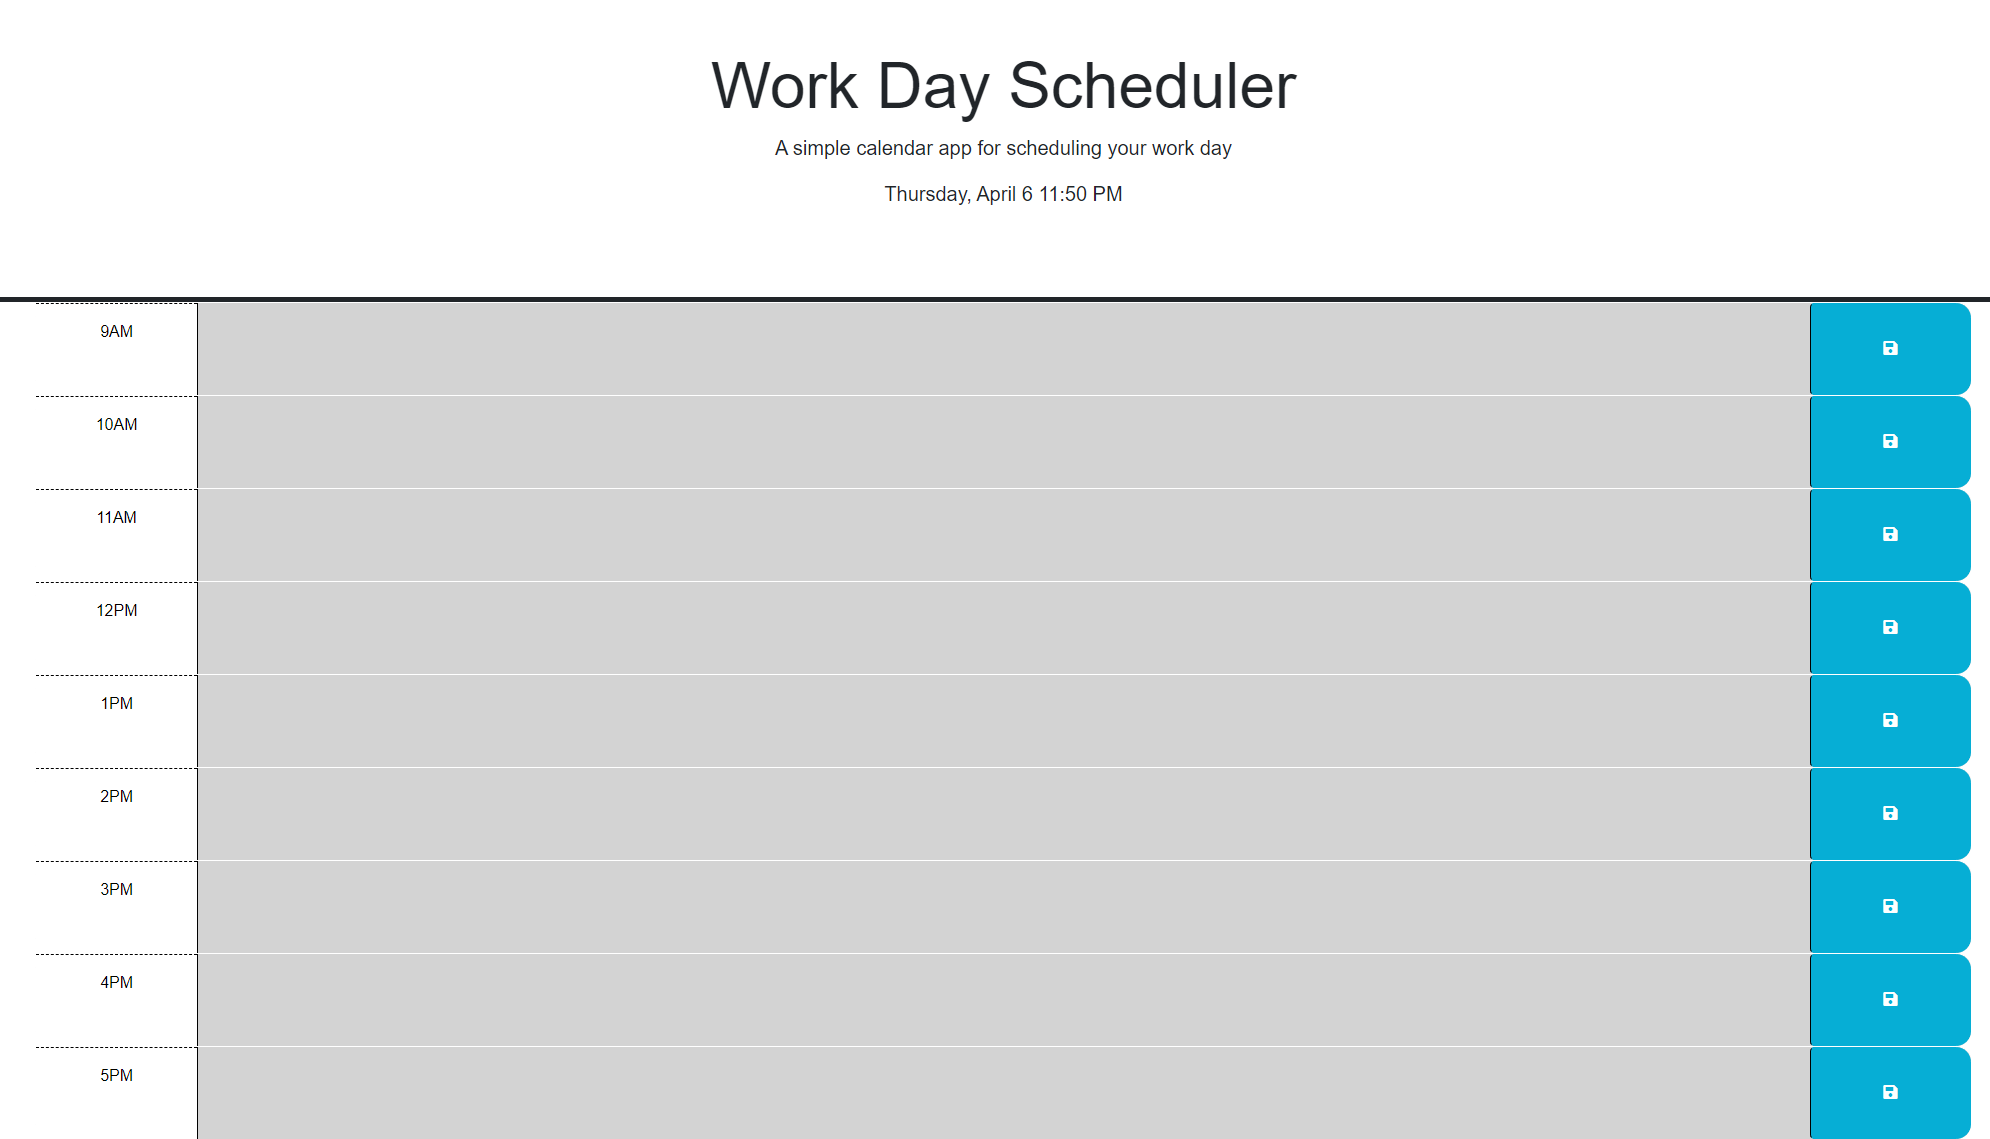 Work Day Scheduler
A simple calendar app for scheduling your work day
Thursday, April 6 11:50 PM
9AM
10AM
11AM
12PM
1PM
2PM
3PM
4PM
5PM